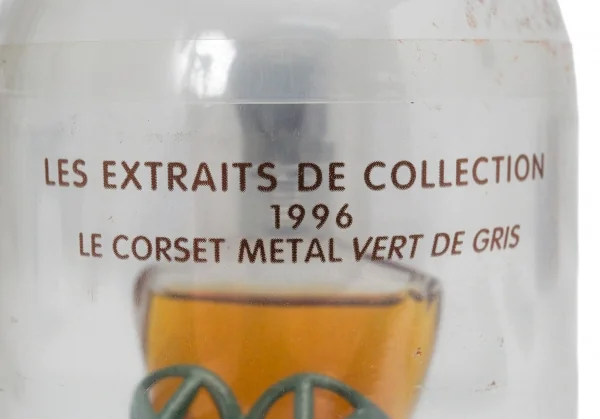 LES EXTRAITS DE COLLECTION
1996
LE CORSET METAL VERT DE GRIS